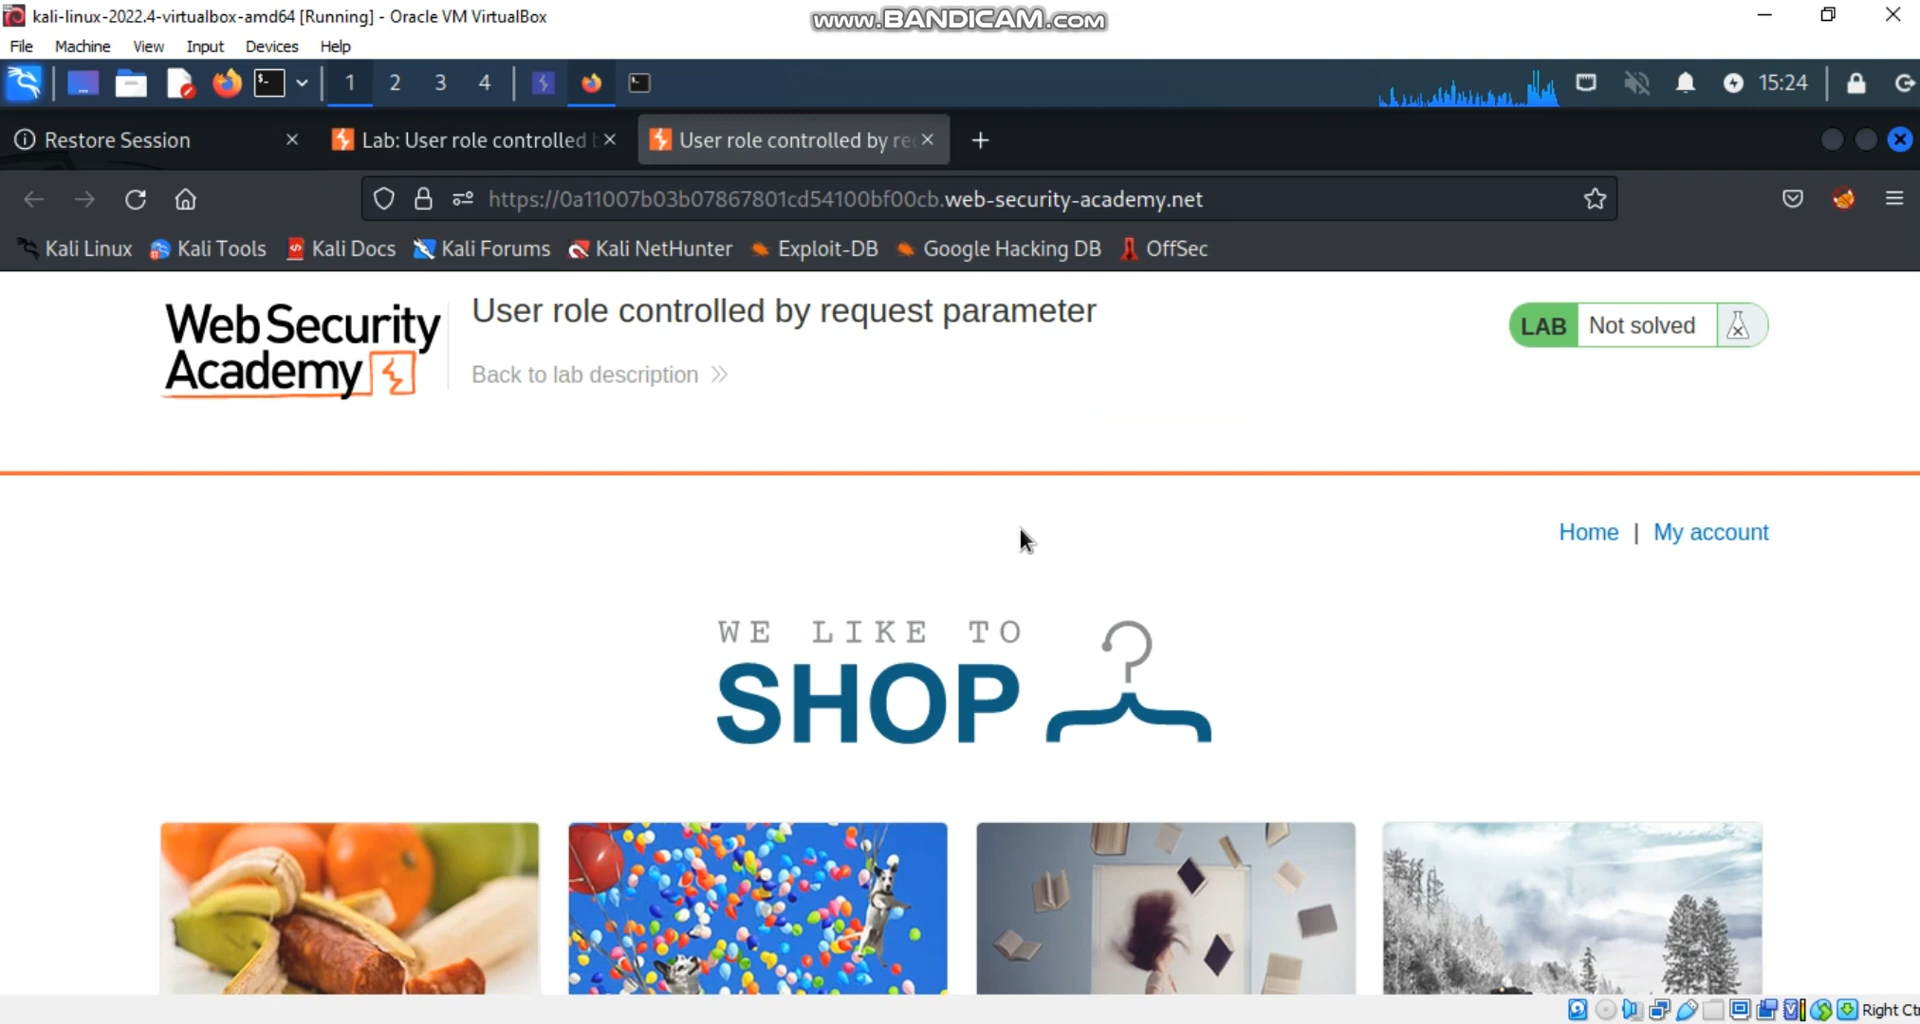 kali-linux-2022.4-virtualbox-amd64 [Running] - Oracle VM VirtualBox
www.BANDICAM.com
File Machine View Input Devices Help
1 2 3 4
15:24
Restore Session
Lab: User role controlled b
User role controlled by re
https://0a11007b03b07867801cd54100bf00cb.web-security-academy.net
Kali Linux Kali Tools Kali Docs Kali Forums Kali NetHunter Exploit-DB Google Hacking DB OffSec
Web Security
Academy
User role controlled by request parameter
Back to lab description
LAB Not solved
Home | My account
WE LIKE TO
SHOP
Right Ctr